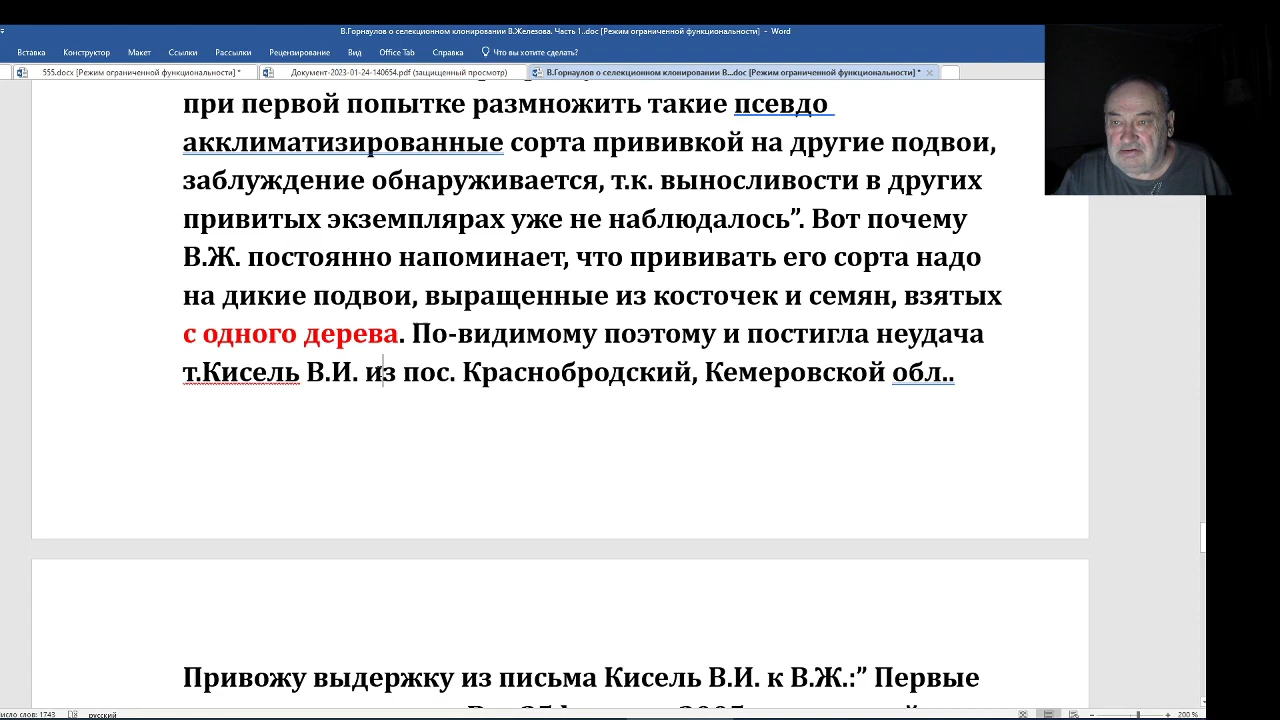 В.Горнаулов о селекционном клонировании В.Железова. Часть 1..doc [Режим ограниченной функциональности] - Word
Вставка Конструктор Макет Ссылки Рассылки Рецензирование Вид Office Tab Справка Что вы хотите сделать?
555.docx [Режим ограниченной функциональности] * Документ-2023-01-24-140654.pdf (защищенный просмотр) В.Горнаулов о селекционном клонировании В...doc [Режим ограниченной функциональности] *
при первой попытке размножить такие псевдо
акклиматизированные сорта прививкой на другие подвои,
заблуждение обнаруживается, т.к. выносливости в других
привитых экземплярах уже не наблюдалось”. Вот почему
В.Ж. постоянно напоминает, что прививать его сорта надо
на дикие подвои, выращенные из косточек и семян, взятых
с одного дерева. По-видимому поэтому и постигла неудача
т.Кисель В.И. из пос. Краснобродский, Кемеровской обл..
Привожу выдержку из письма Кисель В.И. к В.Ж.:” Первые
число слов: 1743 русский 200 %